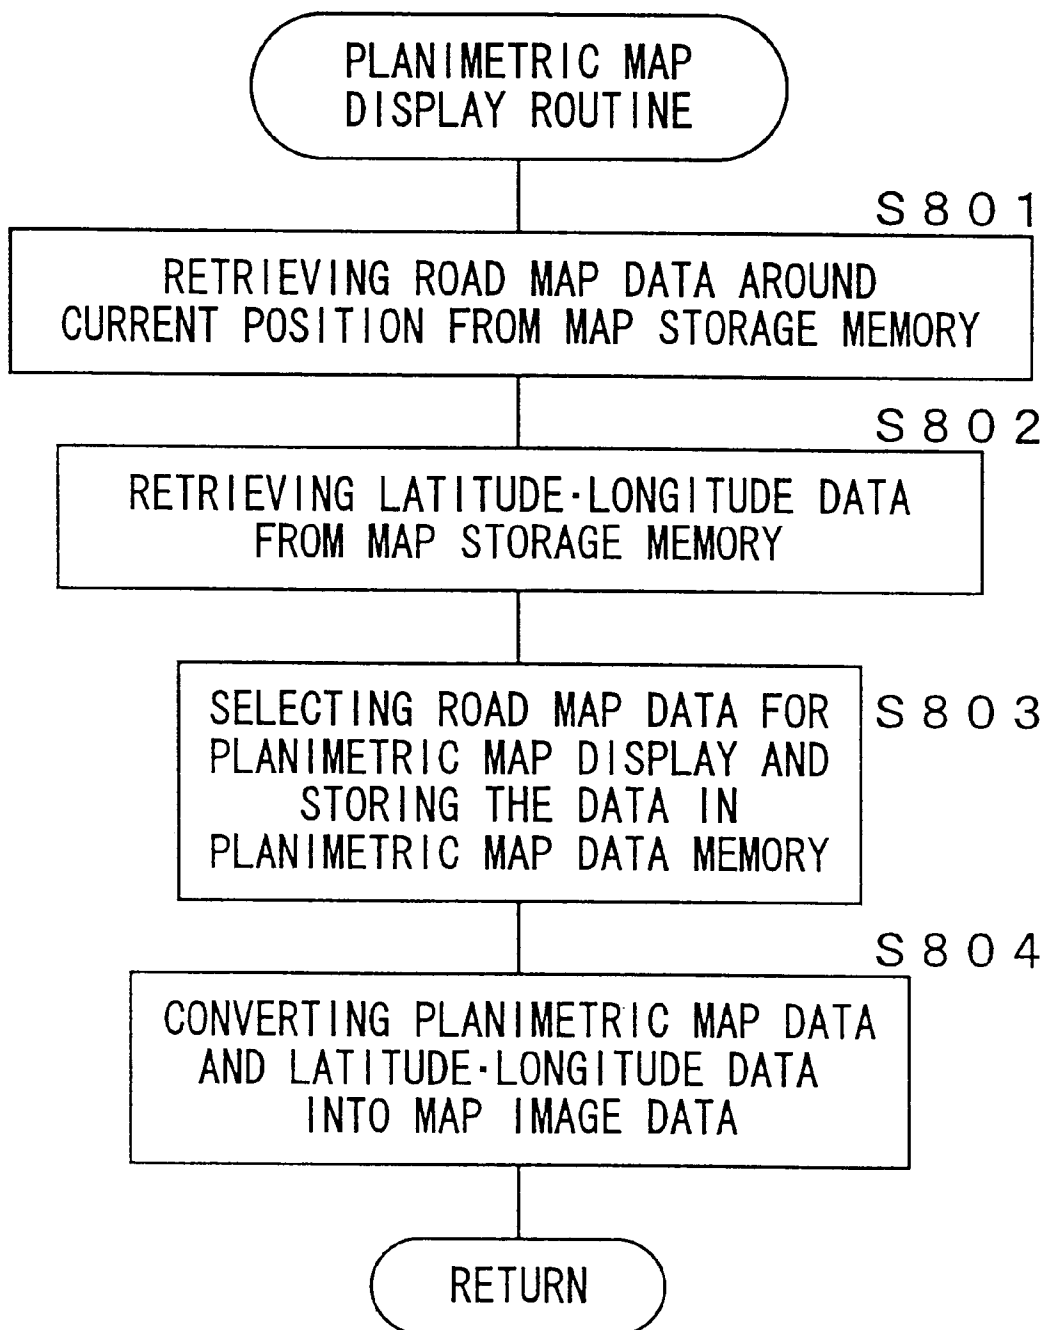 PLANIMETRIC MAP
DISPLAY ROUTINE
S801
RETRIEVING ROAD MAP DATA AROUND
CURRENT POSITION FROM MAP STORAGE MEMORY
S802
RETRIEVING LATITUDE·LONGITUDE DATA
FROM MAP STORAGE MEMORY
S803
SELECTING ROAD MAP DATA FOR
PLANIMETRIC MAP DISPLAY AND
STORING THE DATA IN
PLANIMETRIC MAP DATA MEMORY
S804
CONVERTING PLANIMETRIC MAP DATA
AND LATITUDE·LONGITUDE DATA
INTO MAP IMAGE DATA
RETURN